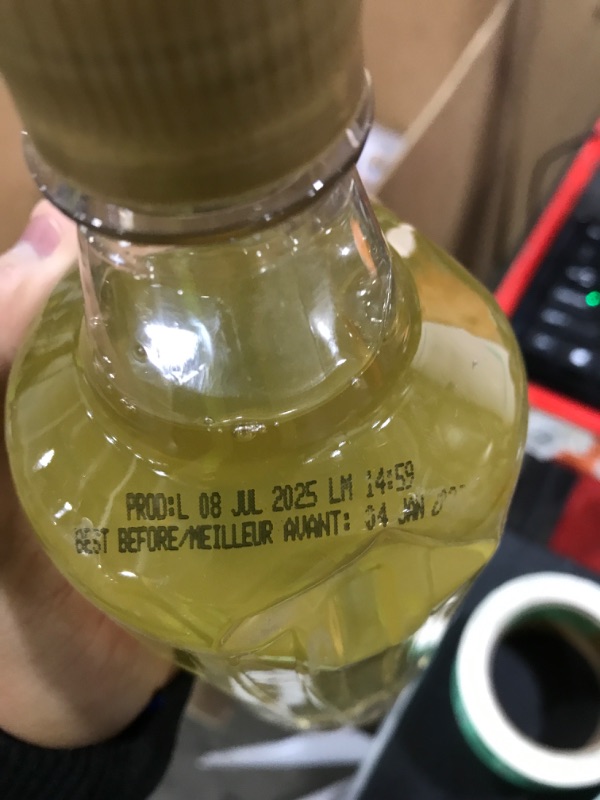 PROD:L 08 JUL 2025 LM 14:59
BEST BEFORE/MEILLEUR AVANT: 04 JAN